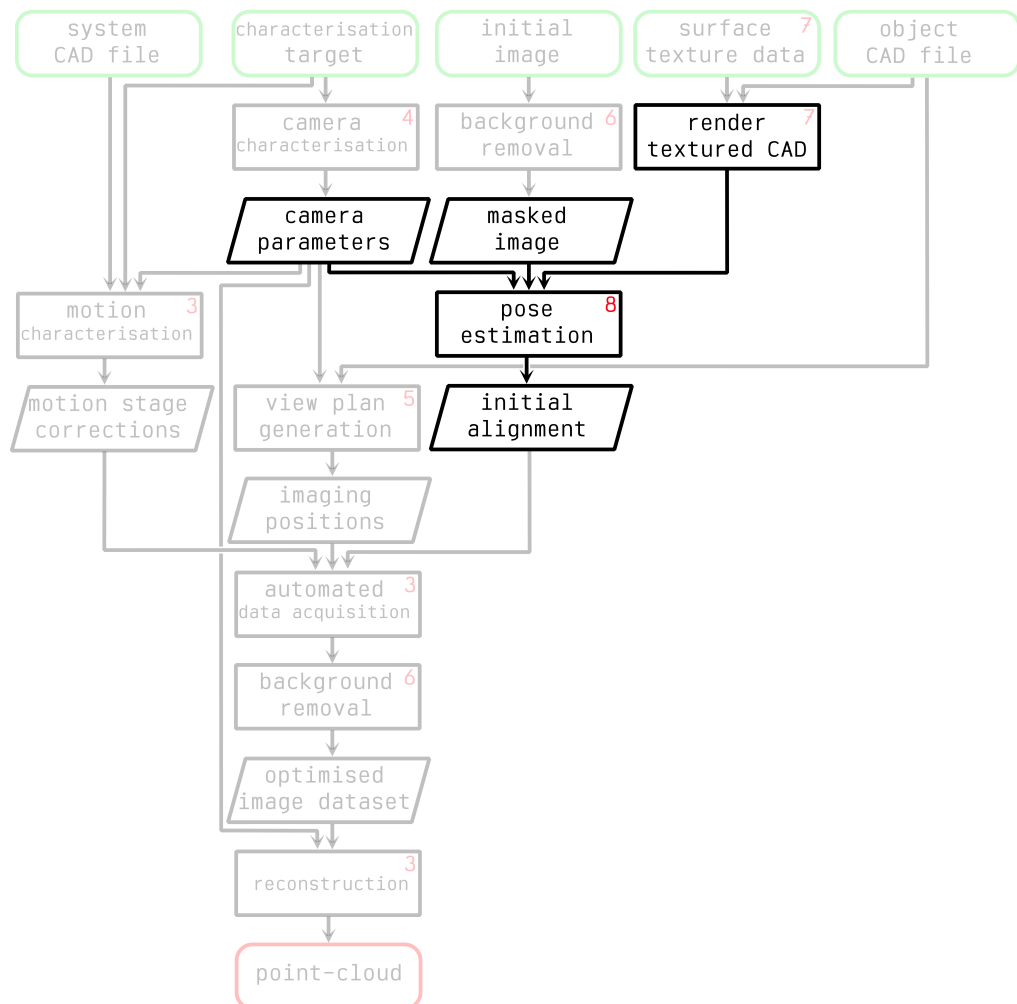 system
CAD file
characterisation
target
initial
image
surface 7
texture data
object
CAD file
camera 4
characterisation
background 6
removal
render 7
textured CAD
camera
parameters
masked
image
motion 3
characterisation
pose 8
estimation
motion stage
corrections
view plan 5
generation
initial
alignment
imaging
positions
automated 3
data acquisition
background 6
removal
optimised
image dataset
3
reconstruction
point-cloud